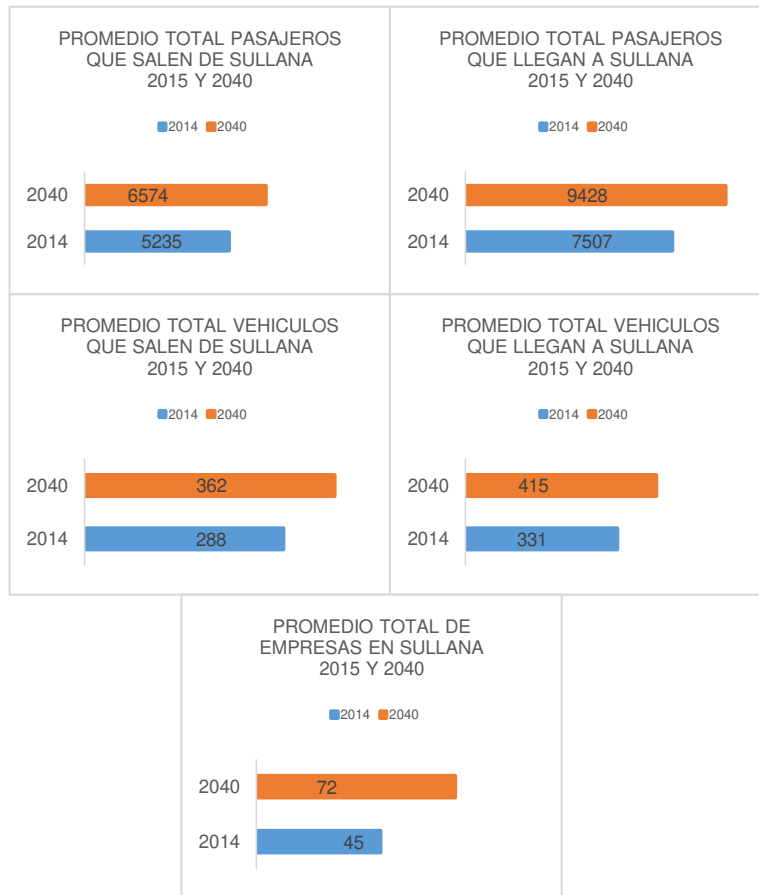 PROMEDIO TOTAL PASAJEROS
QUE SALEN DE SULLANA
2015 Y 2040
2014 2040
2040 6574
2014 5235
PROMEDIO TOTAL PASAJEROS
QUE LLEGAN A SULLANA
2015 Y 2040
2014 2040
2040 9428
2014 7507
PROMEDIO TOTAL VEHICULOS
QUE SALEN DE SULLANA
2015 Y 2040
2014 2040
2040 362
2014 288
PROMEDIO TOTAL VEHICULOS
QUE LLEGAN A SULLANA
2015 Y 2040
2014 2040
2040 415
2014 331
PROMEDIO TOTAL DE
EMPRESAS EN SULLANA
2015 Y 2040
2014 2040
2040 72
2014 45